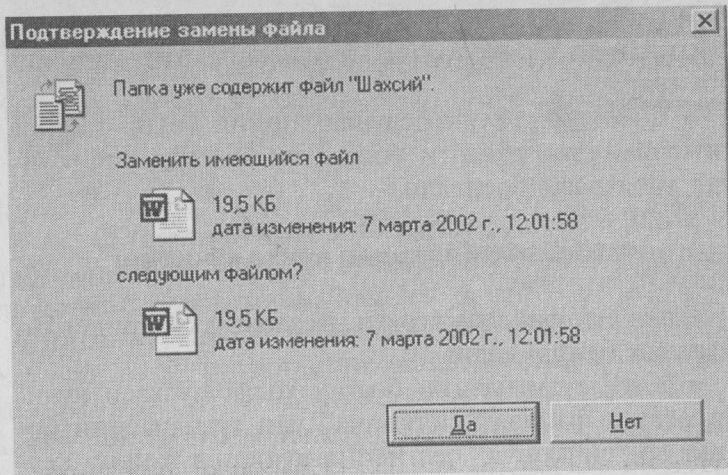 Подтверждение замены файла
Папка уже содержит файл "Шахсий".
Заменить имеющийся файл
19,5 КБ
дата изменения: 7 марта 2002 г., 12:01:58
следующим файлом?
19,5 КБ
дата изменения: 7 марта 2002 г., 12:01:58
Да
Нет